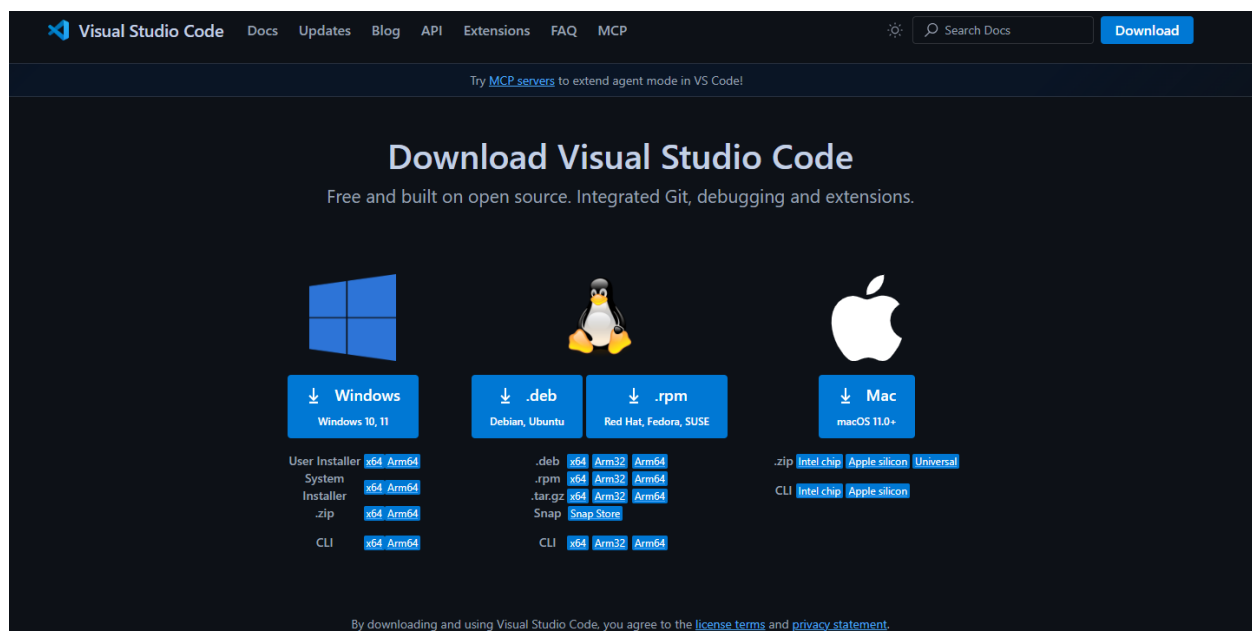 Visual Studio Code Docs Updates Blog API Extensions FAQ MCP Search Docs Download
Try MCP servers to extend agent mode in VS Code!
Download Visual Studio Code
Free and built on open source. Integrated Git, debugging and extensions.
Windows
Windows 10, 11
User Installer x64 Arm64
System
Installer x64 Arm64
.zip x64 Arm64
CLI x64 Arm64
.deb
Debian, Ubuntu
.rpm
Red Hat, Fedora, SUSE
.deb x64 Arm32 Arm64
.rpm x64 Arm32 Arm64
.tar.gz x64 Arm32 Arm64
Snap Snap Store
CLI x64 Arm32 Arm64
Mac
macOS 11.0+
.zip Intel chip Apple silicon Universal
CLI Intel chip Apple silicon
By downloading and using Visual Studio Code, you agree to the license terms and privacy statement.